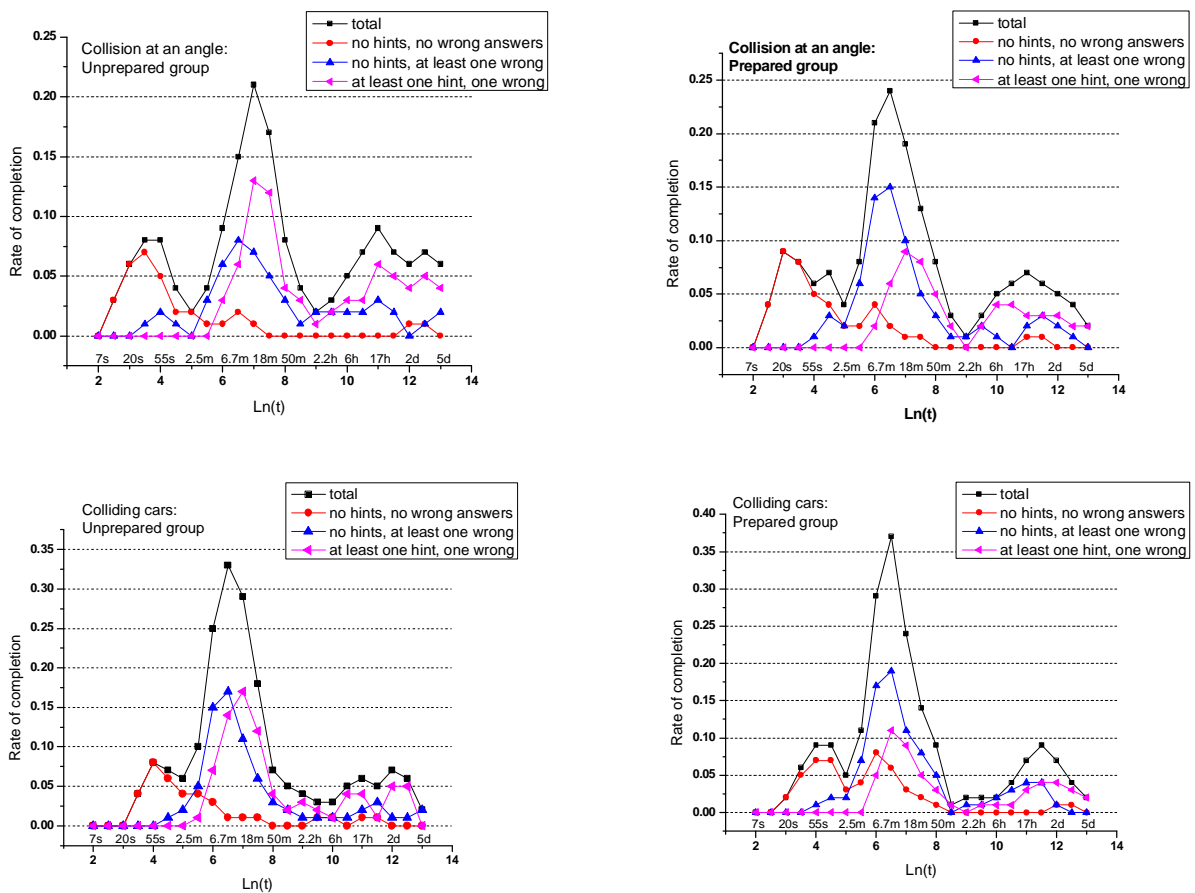 total
no hints, no wrong answers
no hints, at least one wrong
at least one hint, one wrong
Collision at an angle:
Unprepared group
0.25
0.20
0.15
0.10
0.05
0.00
Rate of completion
7s 20s 55s 2.5m 6.7m 18m 50m 2.2h 6h 17h 2d 5d
2 4 6 8 10 12 14
Ln(t)
total
no hints, no wrong answers
no hints, at least one wrong
at least one hint, one wrong
Collision at an angle:
Prepared group
0.25
0.20
0.15
0.10
0.05
0.00
Rate of completion
7s 20s 55s 2.5m 6.7m 18m 50m 2.2h 6h 17h 2d 5d
2 4 6 8 10 12 14
Ln(t)
total
no hints, no wrong answers
no hints, at least one wrong
at least one hint, one wrong
Colliding cars:
Unprepared group
0.35
0.30
0.25
0.20
0.15
0.10
0.05
0.00
Rate of completion
7s 20s 55s 2.5m 6.7m 18m 50m 2.2h 6h 17h 2d 5d
2 4 6 8 10 12 14
Ln(t)
total
no hints, no wrong answers
no hints, at least one wrong
at least one hint, one wrong
Colliding cars:
Prepared group
0.40
0.35
0.30
0.25
0.20
0.15
0.10
0.05
0.00
Rate of completion
7s 20s 55s 2.5m 6.7m 18m 50m 2.2h 6h 17h 2d 5d
2 4 6 8 10 12 14
Ln(t)